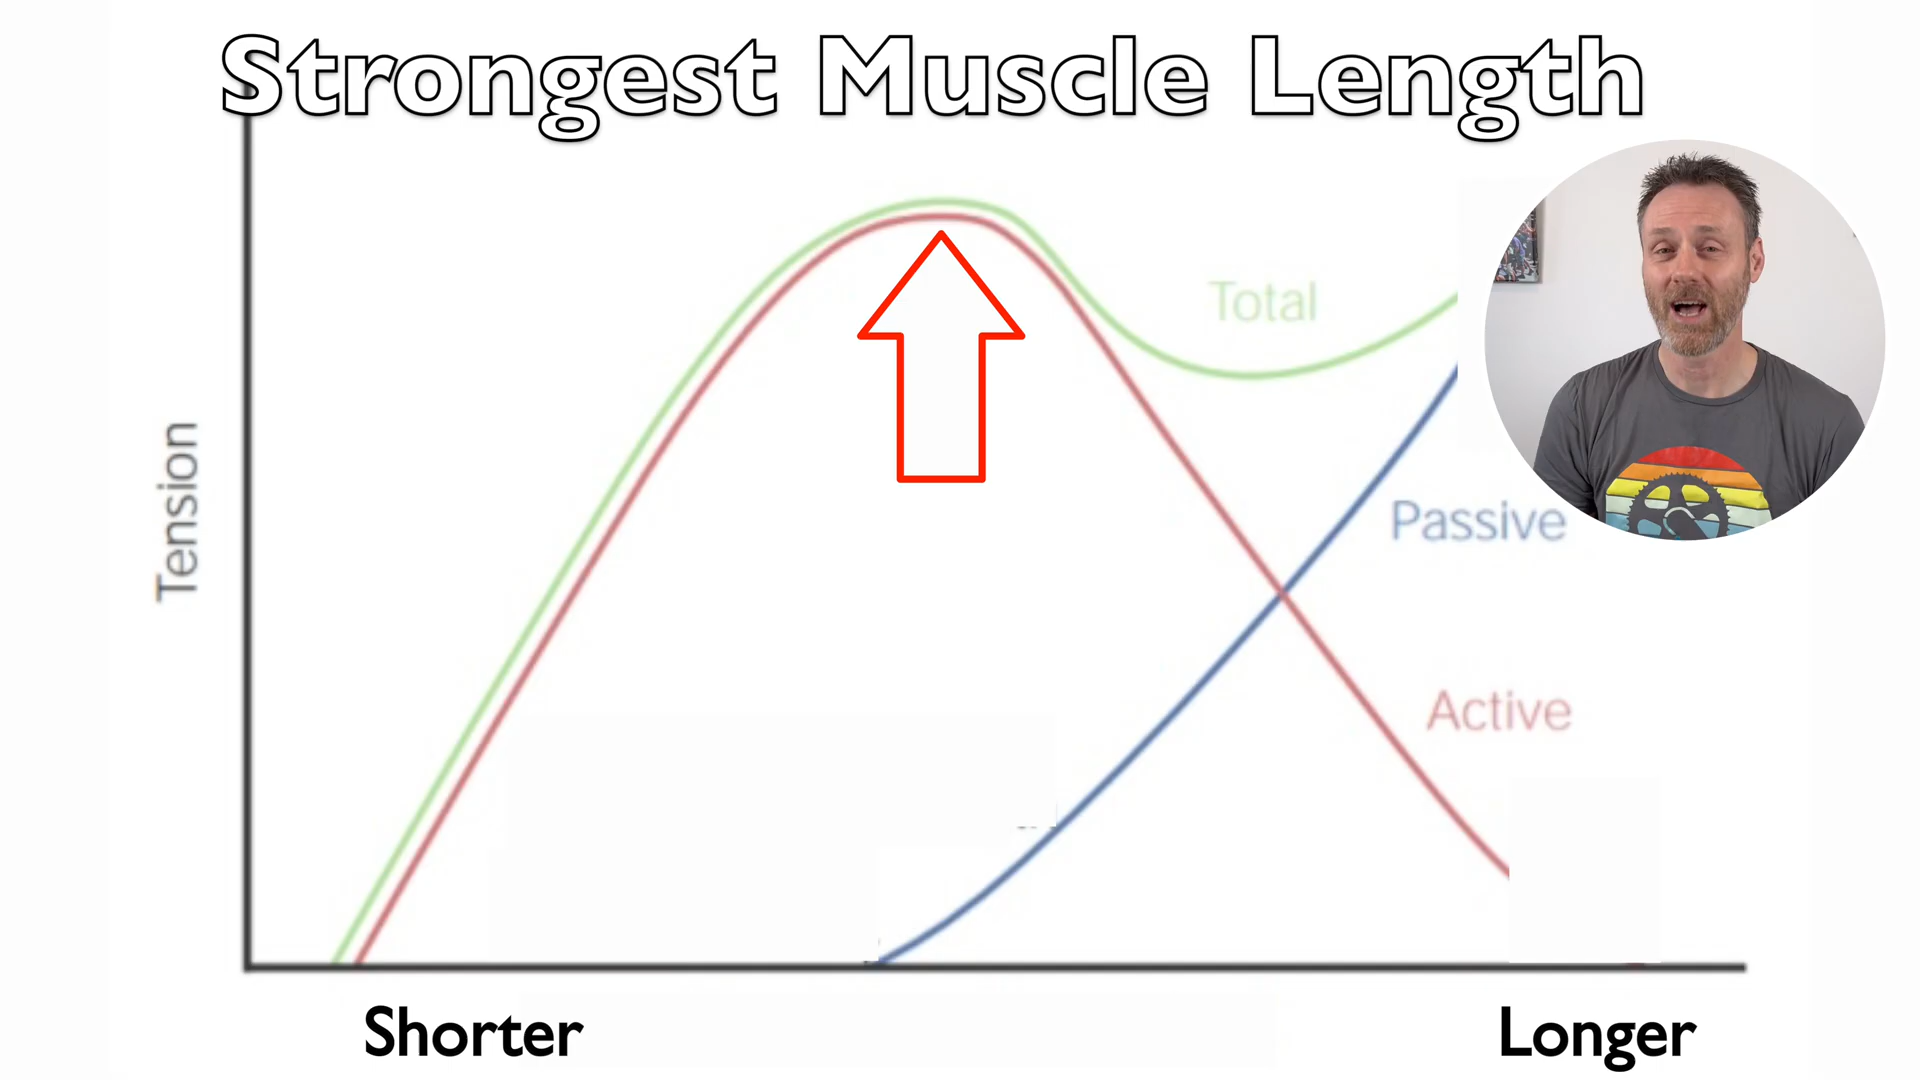 Strongest Muscle Length
Total
Tension
Passive
Active
Shorter
Longer